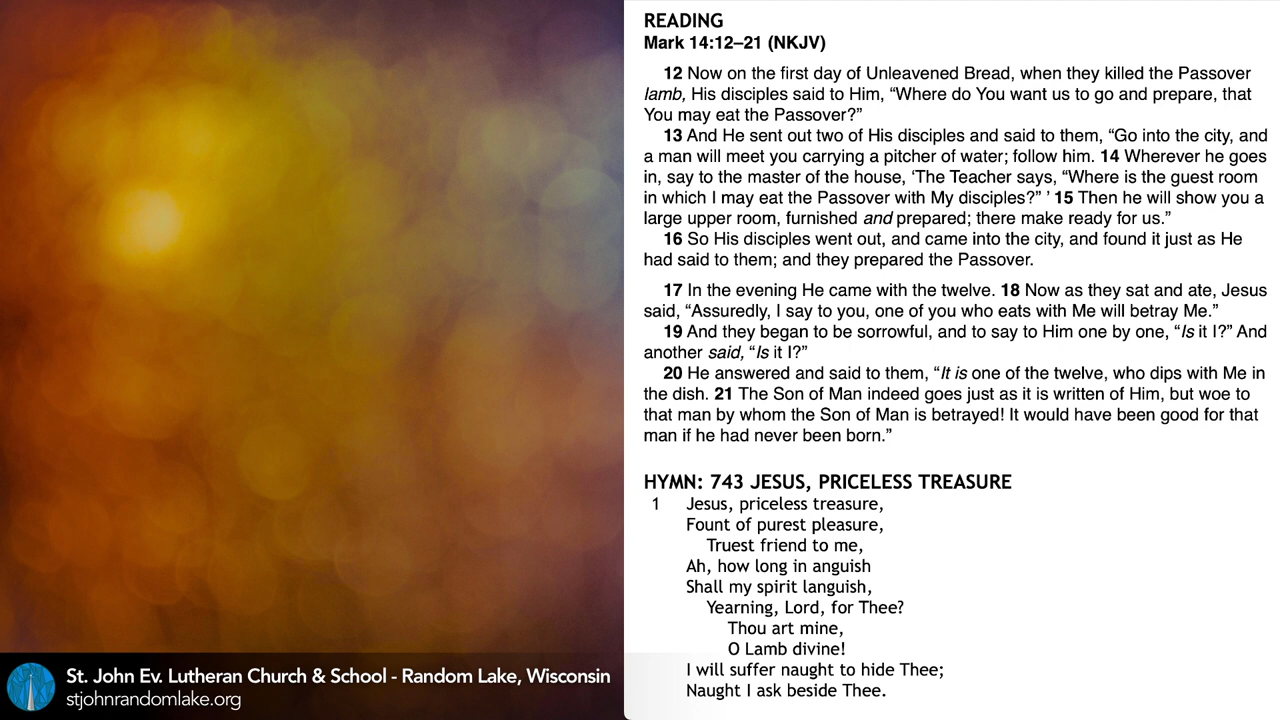 READING
Mark 14:12–21 (NKJV)
12 Now on the first day of Unleavened Bread, when they killed the Passover
lamb, His disciples said to Him, “Where do You want us to go and prepare, that
You may eat the Passover?”
13 And He sent out two of His disciples and said to them, “Go into the city, and
a man will meet you carrying a pitcher of water; follow him. 14 Wherever he goes
in, say to the master of the house, ‘The Teacher says, “Where is the guest room
in which I may eat the Passover with My disciples?” ’ 15 Then he will show you a
large upper room, furnished and prepared; there make ready for us.”
16 So His disciples went out, and came into the city, and found it just as He
had said to them; and they prepared the Passover.
17 In the evening He came with the twelve. 18 Now as they sat and ate, Jesus
said, “Assuredly, I say to you, one of you who eats with Me will betray Me.”
19 And they began to be sorrowful, and to say to Him one by one, “Is it I?” And
another said, “Is it I?”
20 He answered and said to them, “It is one of the twelve, who dips with Me in
the dish. 21 The Son of Man indeed goes just as it is written of Him, but woe to
that man by whom the Son of Man is betrayed! It would have been good for that
man if he had never been born.”
HYMN: 743 JESUS, PRICELESS TREASURE
1 Jesus, priceless treasure,
Fount of purest pleasure,
Truest friend to me,
Ah, how long in anguish
Shall my spirit languish,
Yearning, Lord, for Thee?
Thou art mine,
O Lamb divine!
I will suffer naught to hide Thee;
Naught I ask beside Thee.
St. John Ev. Lutheran Church & School - Random Lake, Wisconsin
stjohnrandomlake.org